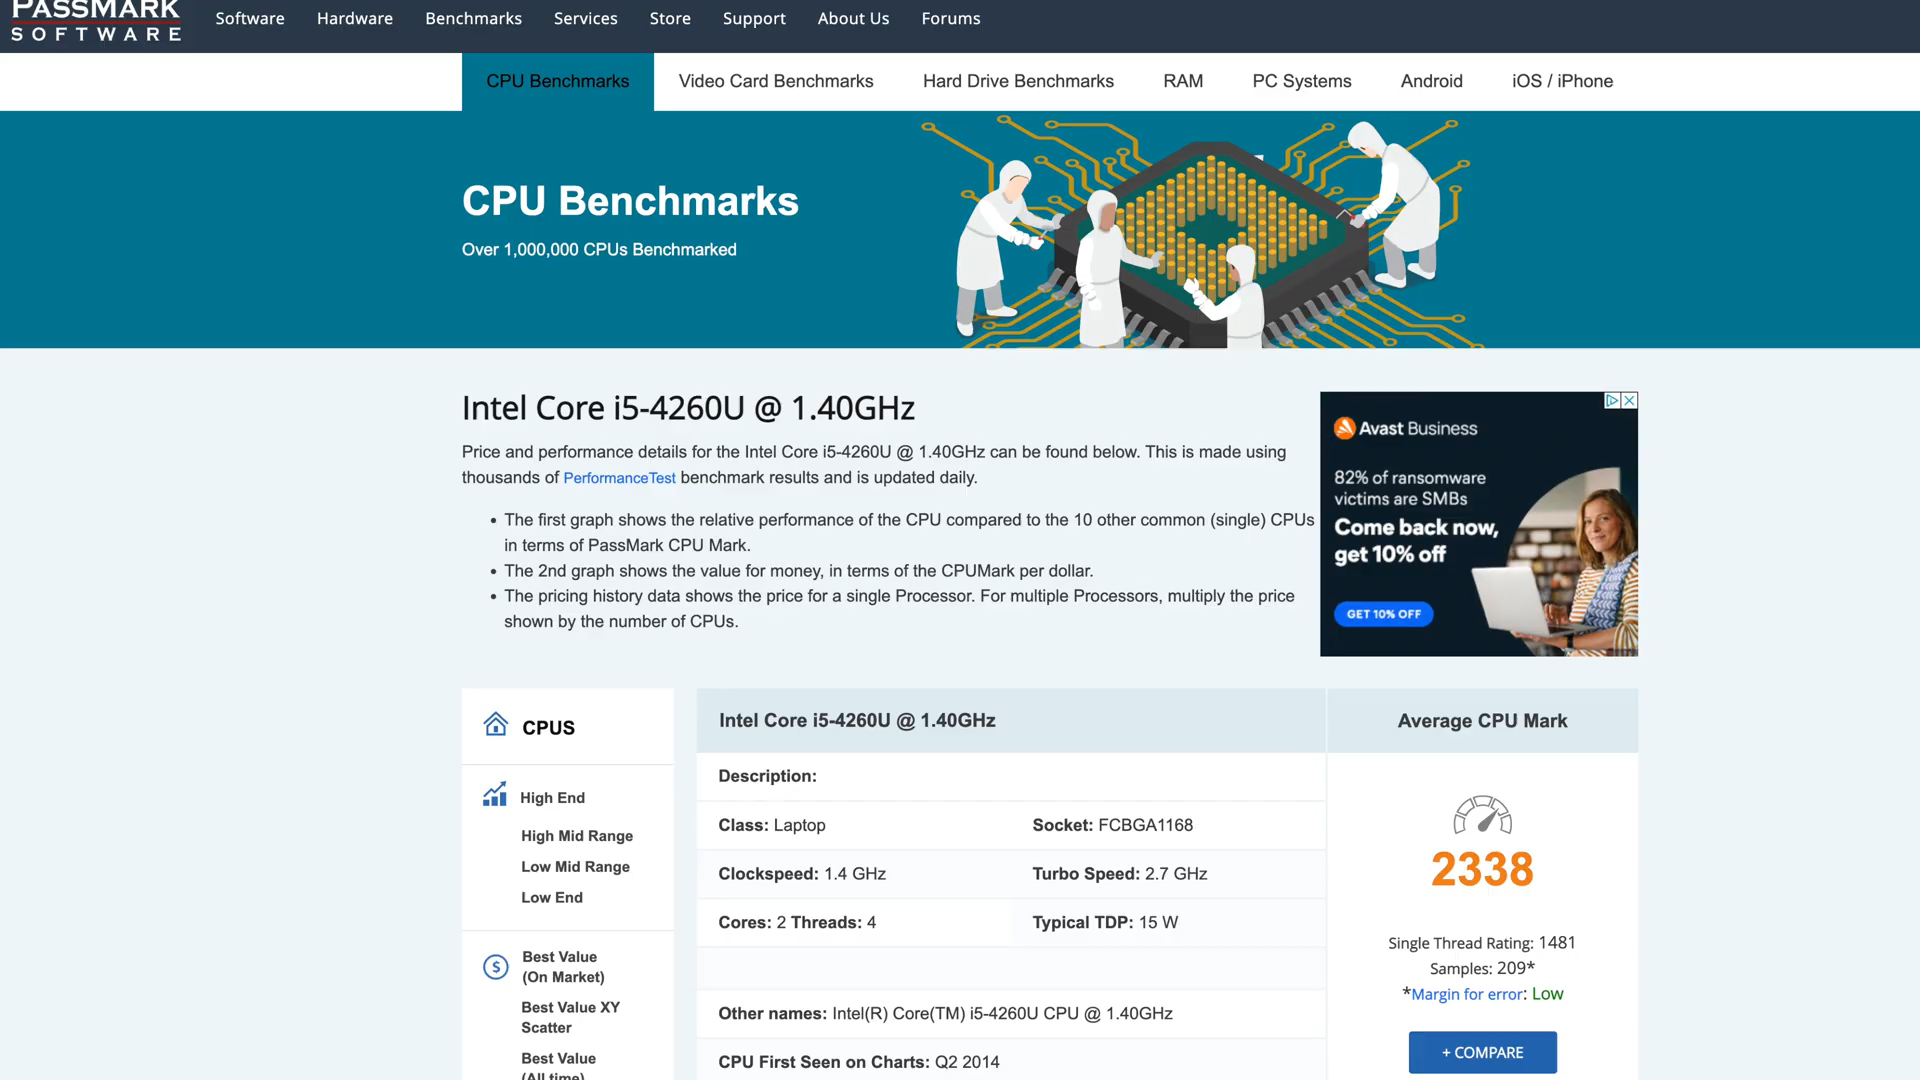 PASSMARK
SOFTWARE
Software Hardware Benchmarks Services Store Support About Us Forums
CPU Benchmarks Video Card Benchmarks Hard Drive Benchmarks RAM PC Systems Android iOS / iPhone
CPU Benchmarks
Over 1,000,000 CPUs Benchmarked
Intel Core i5-4260U @ 1.40GHz
Price and performance details for the Intel Core i5-4260U @ 1.40GHz can be found below. This is made using
thousands of PerformanceTest benchmark results and is updated daily.
• The first graph shows the relative performance of the CPU compared to the 10 other common (single) CPUs
in terms of PassMark CPU Mark.
• The 2nd graph shows the value for money, in terms of the CPUMark per dollar.
• The pricing history data shows the price for a single Processor. For multiple Processors, multiply the price
shown by the number of CPUs.
Avast Business
82% of ransomware
victims are SMBs
Come back now,
get 10% off
GET 10% OFF
CPUS
High End
High Mid Range
Low Mid Range
Low End
Best Value
(On Market)
Best Value XY
Scatter
Best Value
(All time)
Intel Core i5-4260U @ 1.40GHz
Description:
Class: Laptop Socket: FCBGA1168
Clockspeed: 1.4 GHz Turbo Speed: 2.7 GHz
Cores: 2 Threads: 4 Typical TDP: 15 W
Other names: Intel(R) Core(TM) i5-4260U CPU @ 1.40GHz
CPU First Seen on Charts: Q2 2014
Average CPU Mark
2338
Single Thread Rating: 1481
Samples: 209*
*Margin for error: Low
+ COMPARE